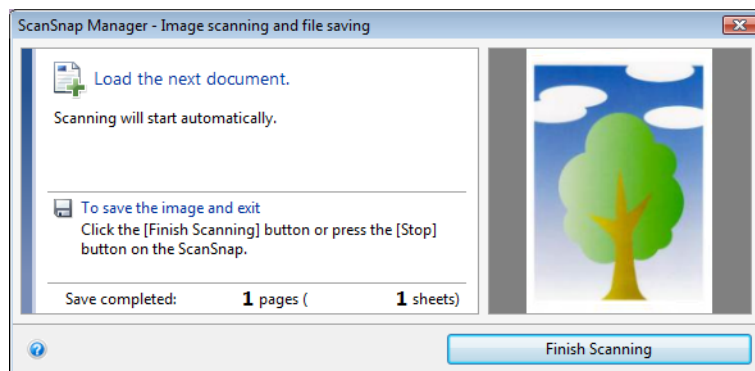 ScanSnap Manager - Image scanning and file saving
Load the next document.
Scanning will start automatically.
To save the image and exit
Click the [Finish Scanning] button or press the [Stop]
button on the ScanSnap.
Save completed: 1 pages ( 1 sheets)
Finish Scanning